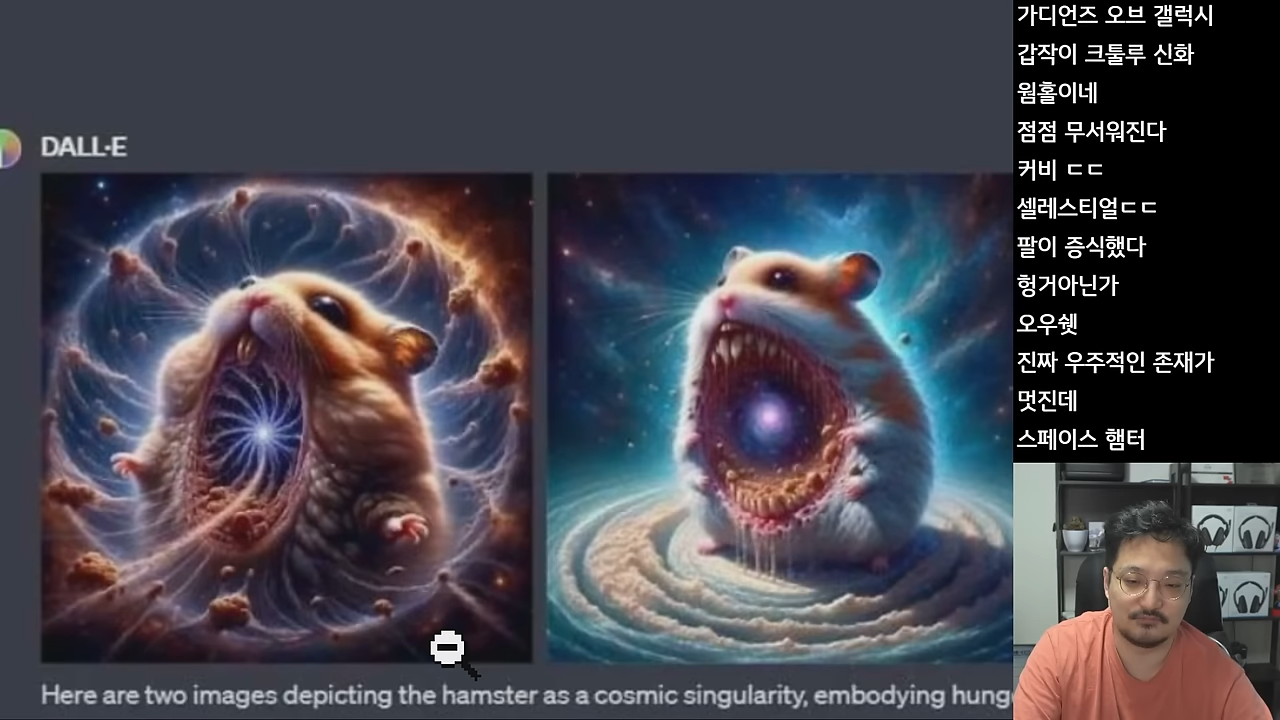 DALL·E
Here are two images depicting the hamster as a cosmic singularity, embodying
가디언즈 오브 갤럭시
갑작이 크툴루 신화
웜홀이네
점점 무서워진다
커비 ㄷㄷ
셀레스티얼ㄷㄷ
팔이 증식했다
헝거아닌가
오우쉣
진짜 우주적인 존재가
멋진데
스페이스 햄터